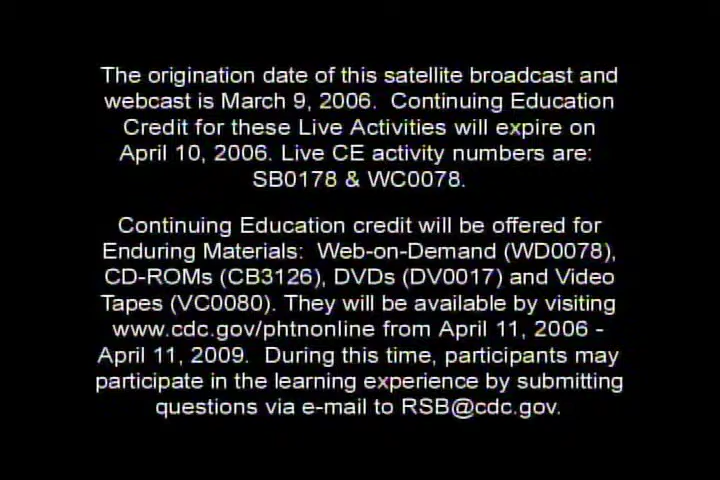 The origination date of this satellite broadcast and
webcast is March 9, 2006.  Continuing Education
Credit for these Live Activities will expire on
April 10, 2006. Live CE activity numbers are:
SB0178 & WC0078.
Continuing Education credit will be offered for
Enduring Materials:  Web-on-Demand (WD0078),
CD-ROMs (CB3126), DVDs (DV0017) and Video
Tapes (VC0080). They will be available by visiting
www.cdc.gov/phtnonline from April 11, 2006 -
April 11, 2009.  During this time, participants may
participate in the learning experience by submitting
questions via e-mail to RSB@cdc.gov.